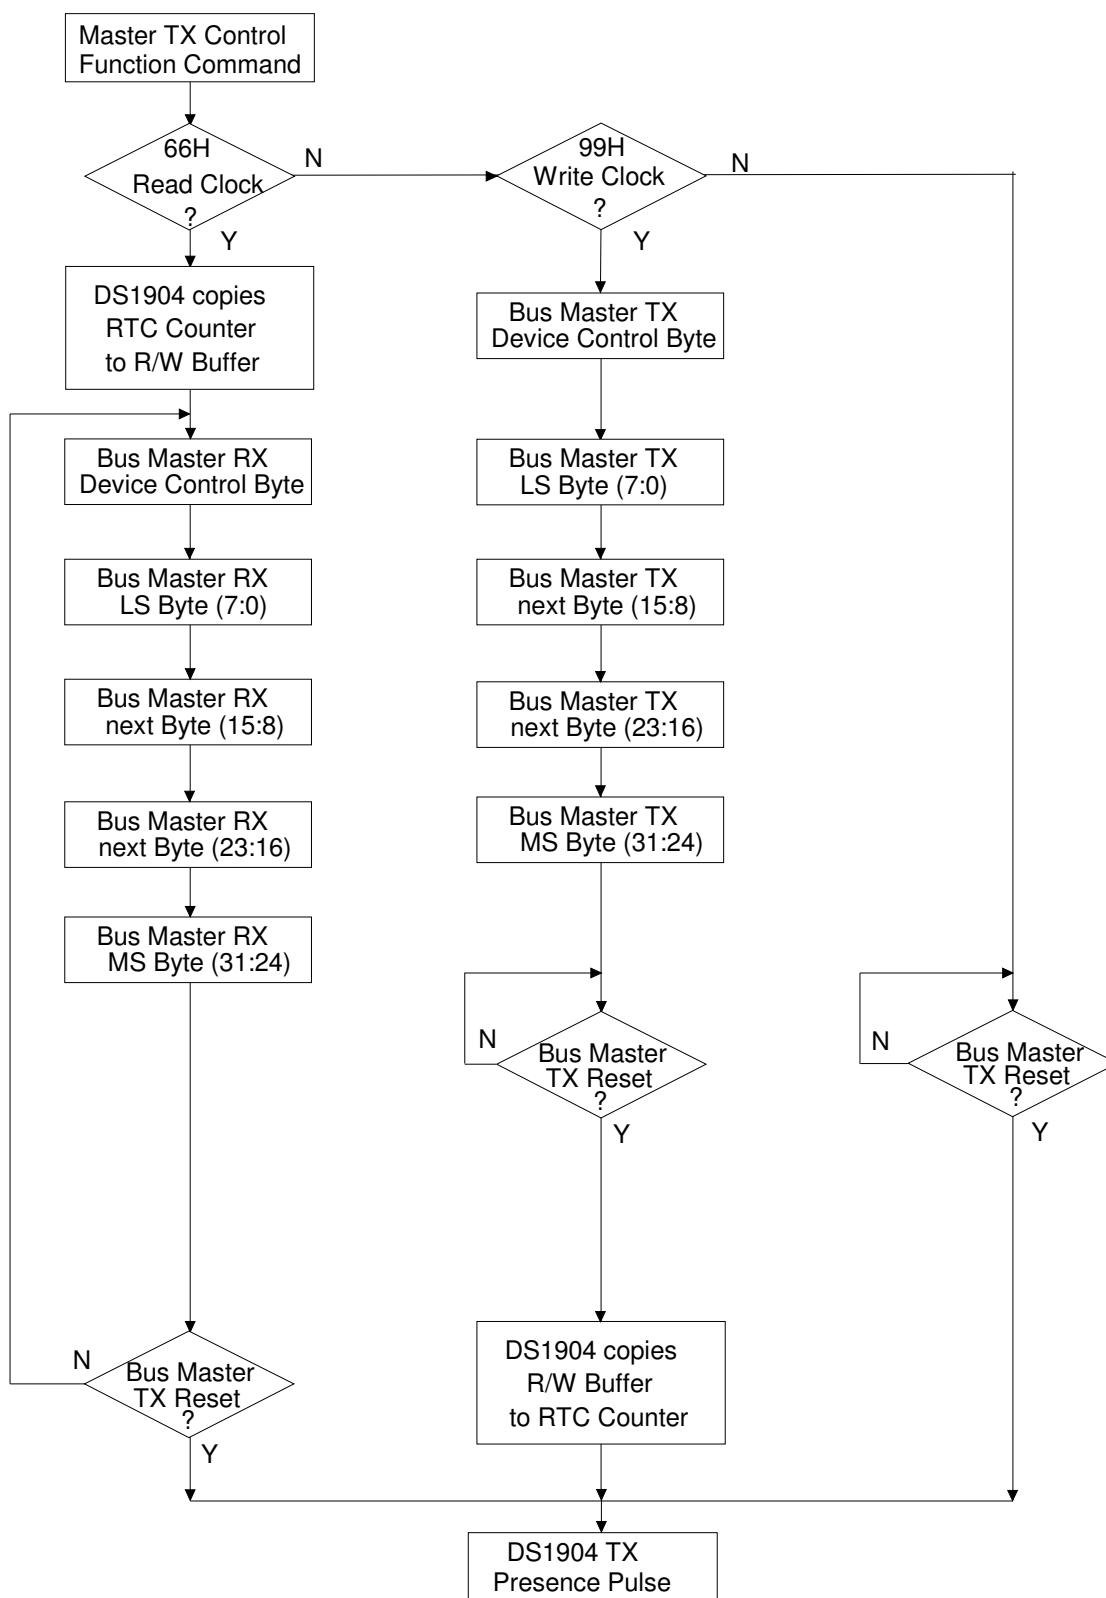 Master TX Control
Function Command
66H
Read Clock
?
N
Y
99H
Write Clock
?
N
Y
DS1904 copies
RTC Counter
to R/W Buffer
Bus Master RX
Device Control Byte
Bus Master RX
LS Byte (7:0)
Bus Master RX
next Byte (15:8)
Bus Master RX
next Byte (23:16)
Bus Master RX
MS Byte (31:24)
N
Bus Master
TX Reset
?
Y
Bus Master TX
Device Control Byte
Bus Master TX
LS Byte (7:0)
Bus Master TX
next Byte (15:8)
Bus Master TX
next Byte (23:16)
Bus Master TX
MS Byte (31:24)
N
Bus Master
TX Reset
?
Y
DS1904 copies
R/W Buffer
to RTC Counter
N
Bus Master
TX Reset
?
Y
DS1904 TX
Presence Pulse